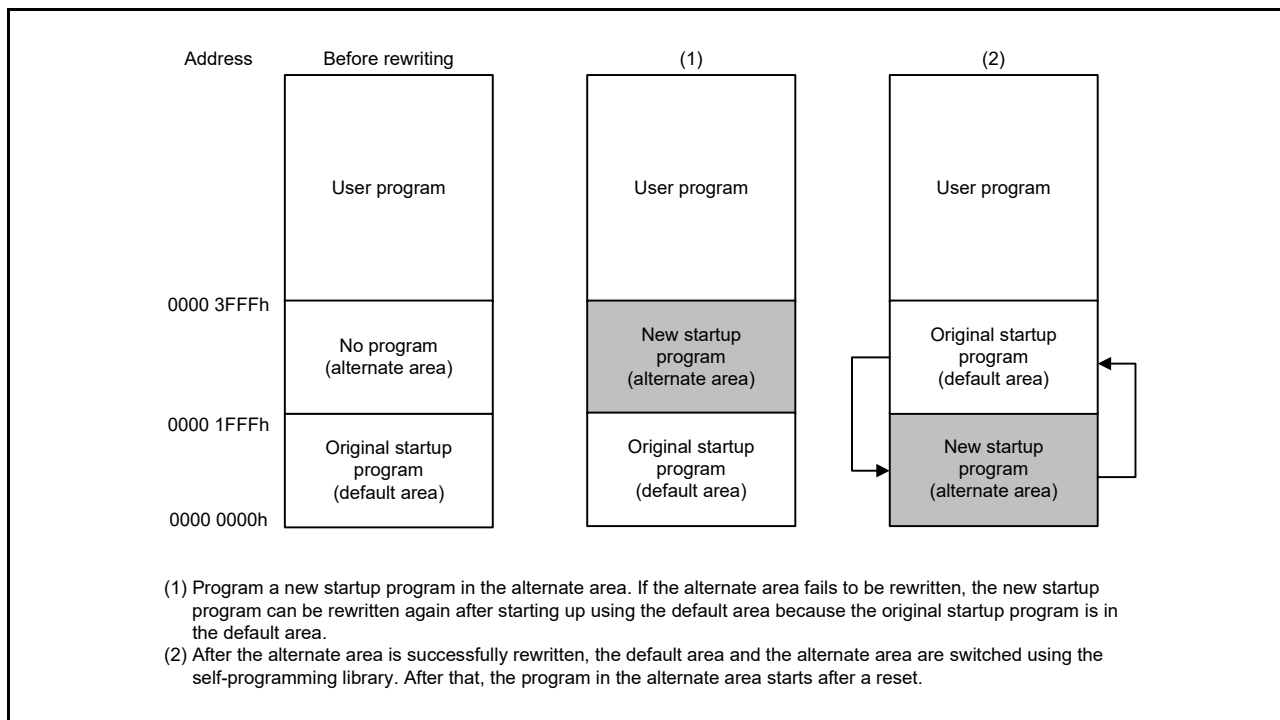 Address
Before rewriting
(1)
(2)
User program
User program
User program
0000 3FFFh
No program
(alternate area)
New startup
program
(alternate area)
Original startup
program
(default area)
0000 1FFFh
Original startup
program
(default area)
Original startup
program
(default area)
New startup
program
(alternate area)
0000 0000h
(1) Program a new startup program in the alternate area. If the alternate area fails to be rewritten, the new startup
program can be rewritten again after starting up using the default area because the original startup program is in
the default area.
(2) After the alternate area is successfully rewritten, the default area and the alternate area are switched using the
self-programming library. After that, the program in the alternate area starts after a reset.